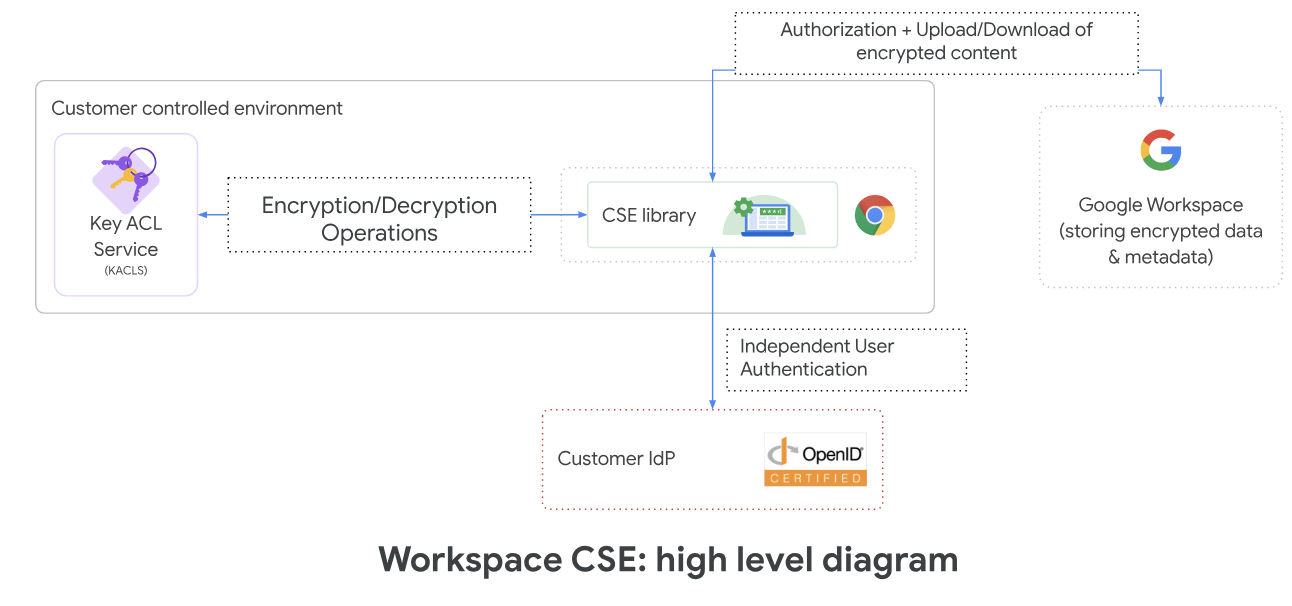 Authorization + Upload/Download of
encrypted content
Customer controlled environment
Key ACL
Service
(KACLS)
Encryption/Decryption
Operations
CSE library
Google Workspace
(storing encrypted data
& metadata)
Independent User
Authentication
Customer IdP
OpenID®
CERTIFIED
Workspace CSE: high level diagram